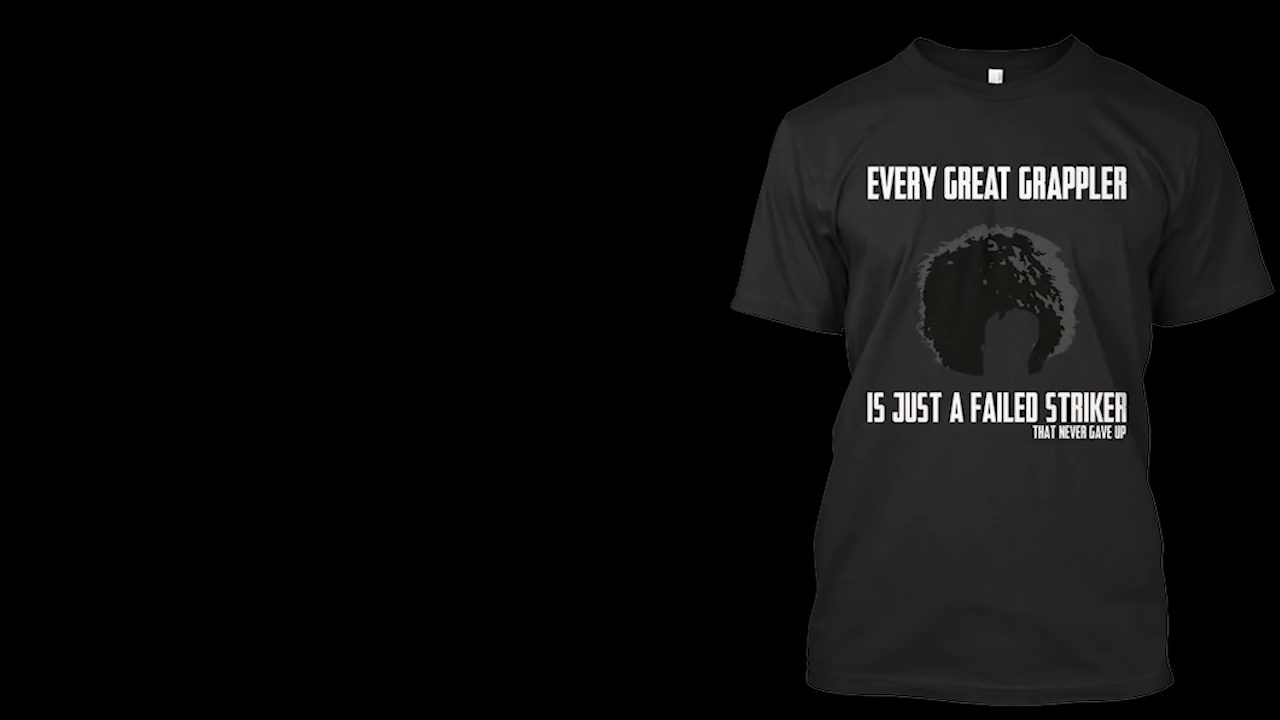 EVERY GREAT GRAPPLER
IS JUST A FAILED STRIKER
THAT NEVER GAVE UP